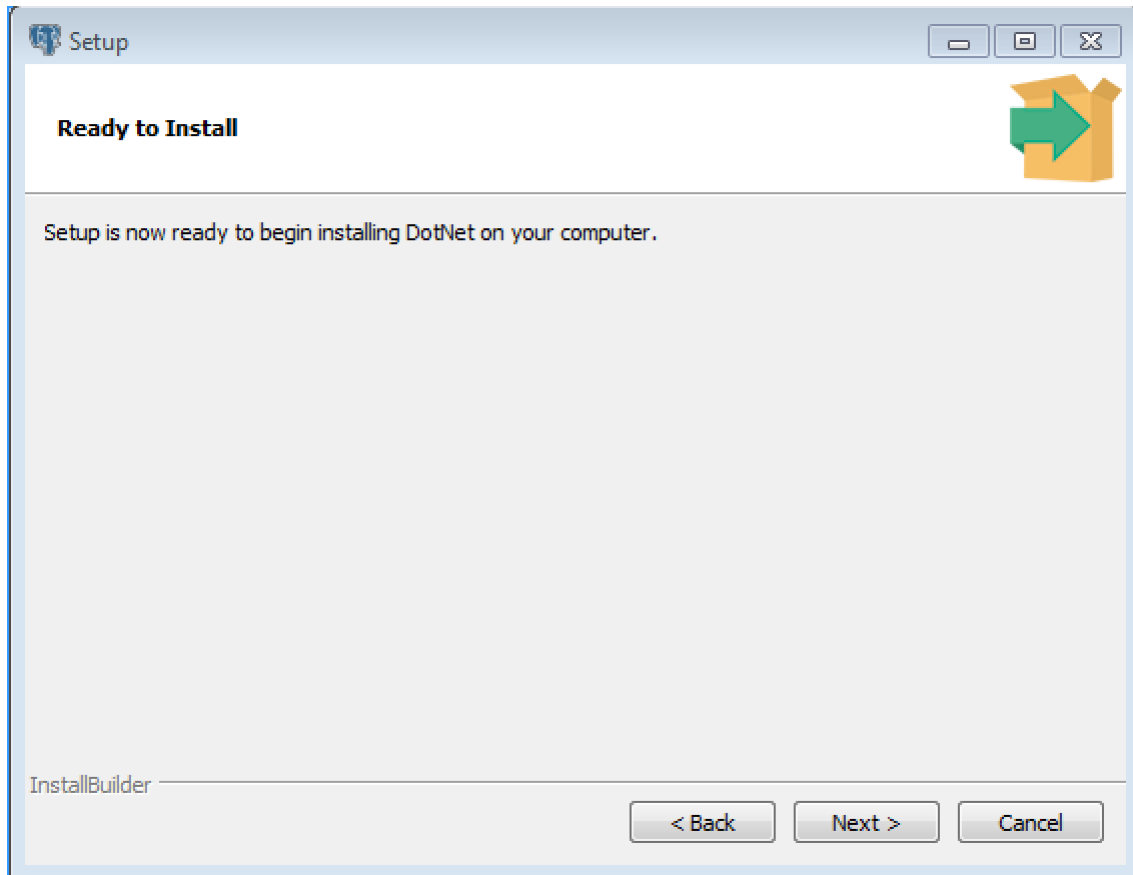 Setup
Ready to Install
Setup is now ready to begin installing DotNet on your computer.
InstallBuilder
< Back
Next >
Cancel